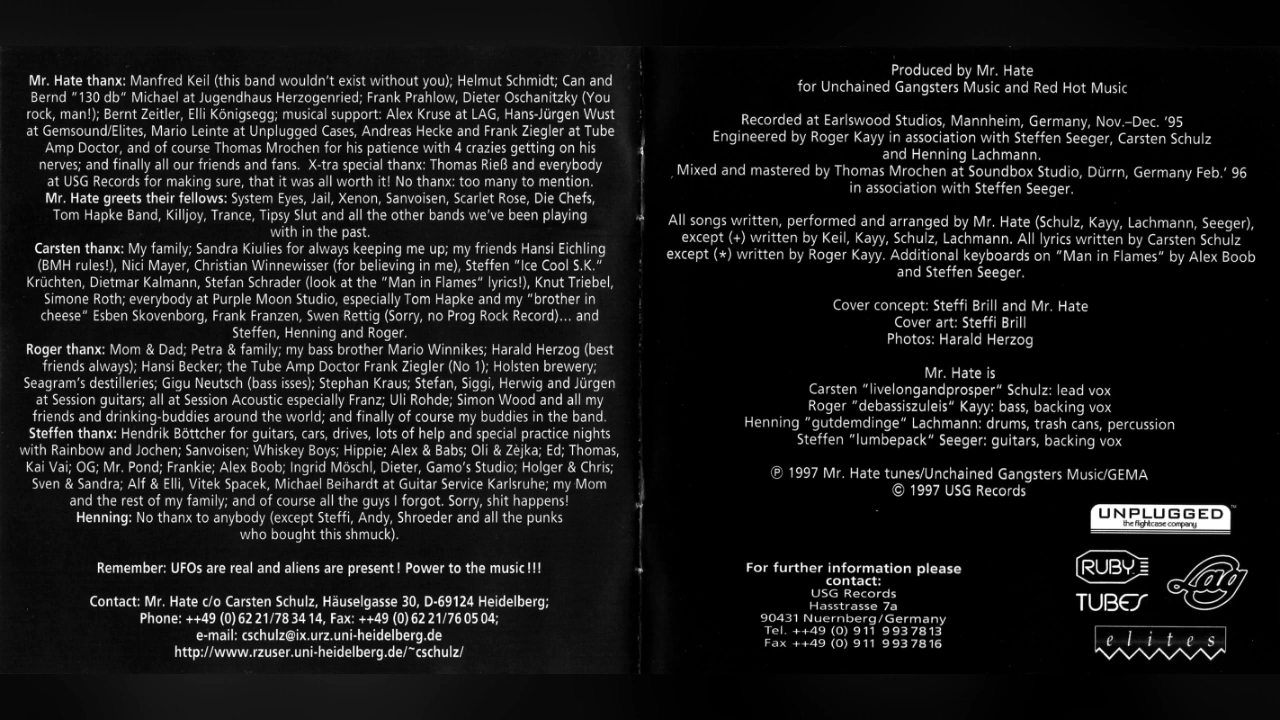 Mr. Hate thanx: Manfred Keil (this band wouldn't exist without you); Helmut Schmidt; Can and
Bernd "130 db" Michael at Jugendhaus Herzogenried; Frank Prahlow, Dieter Oschanitzky (You
rock, man!); Bernt Zeitler, Elli Königsegg; musical support: Alex Kruse at LAG, Hans-Jürgen Wust
at Gemsound/Elites, Mario Leinte at Unplugged Cases, Andreas Hecke and Frank Ziegler at Tube
Amp Doctor, and of course Thomas Mrochen for his patience with 4 crazies getting on his
nerves; and finally all our friends and fans. X-tra special thanx: Thomas Rieß and everybody
at USG Records for making sure, that it was all worth it! No thanx: too many to mention.
Mr. Hate greets their fellows: System Eyes, Jail, Xenon, Sanvoisen, Scarlet Rose, Die Chefs,
Tom Hapke Band, Killjoy, Trance, Tipsy Slut and all the other bands we've been playing
with in the past.
Carsten thanx: My family; Sandra Kiulies for always keeping me up; my friends Hansi Eichling
(BMH rules!), Nici Mayer, Christian Winnewisser (for believing in me), Steffen "Ice Cool S.K."
Krüchten, Dietmar Kalmann, Stefan Schrader (look at the "Man in Flames" lyrics!), Knut Triebel,
Simone Roth; everybody at Purple Moon Studio, especially Tom Hapke and my "brother in
cheese" Esben Skovenborg, Frank Franzen, Swen Rettig (Sorry, no Prog Rock Record)... and
Steffen, Henning and Roger.
Roger thanx: Mom & Dad; Petra & family; my bass brother Mario Winnikes; Harald Herzog (best
friends always); Hansi Becker; the Tube Amp Doctor Frank Ziegler (No 1); Holsten brewery;
Seagram's destilleries; Gigu Neutsch (bass isses); Stephan Kraus; Stefan, Siggi, Herwig and Jürgen
at Session guitars; all at Session Acoustic especially Franz; Uli Rohde; Simon Wood and all my
friends and drinking-buddies around the world; and finally of course my buddies in the band.
Steffen thanx: Hendrik Böttcher for guitars, cars, drives, lots of help and special practice nights
with Rainbow and Jochen; Sanvoisen; Whiskey Boys; Hippie; Alex & Babs; Oli & Zèjka; Ed; Thomas,
Kai Vai; OG; Mr. Pond; Frankie; Alex Boob; Ingrid Möschl, Dieter, Gamo's Studio; Holger & Chris;
Sven & Sandra; Alf & Elli, Vitek Spacek, Michael Beihardt at Guitar Service Karlsruhe; my Mom
and the rest of my family; and of course all the guys I forgot. Sorry, shit happens!
Henning: No thanx to anybody (except Steffi, Andy, Shroeder and all the punks
who bought this shmuck).
Remember: UFOs are real and aliens are present! Power to the music!!!
Contact: Mr. Hate c/o Carsten Schulz, Häuselgasse 30, D-69124 Heidelberg;
Phone: ++49 (0) 62 21/78 34 14, Fax: ++49 (0) 62 21/76 05 04;
e-mail: cschulz@ix.urz.uni-heidelberg.de
http://www.rzuser.uni-heidelberg.de/~cschulz/
Produced by Mr. Hate
for Unchained Gangsters Music and Red Hot Music
Recorded at Earlswood Studios, Mannheim, Germany, Nov.–Dec. '95
Engineered by Roger Kayy in association with Steffen Seeger, Carsten Schulz
and Henning Lachmann.
Mixed and mastered by Thomas Mrochen at Soundbox Studio, Dürrn, Germany Feb.' 96
in association with Steffen Seeger.
All songs written, performed and arranged by Mr. Hate (Schulz, Kayy, Lachmann, Seeger),
except (+) written by Keil, Kayy, Schulz, Lachmann. All lyrics written by Carsten Schulz
except (*) written by Roger Kayy. Additional keyboards on "Man in Flames" by Alex Boob
and Steffen Seeger.
Cover concept: Steffi Brill and Mr. Hate
Cover art: Steffi Brill
Photos: Harald Herzog
Mr. Hate is
Carsten "livelongandprosper" Schulz: lead vox
Roger "debassiszuleis" Kayy: bass, backing vox
Henning "gutdemdinge" Lachmann: drums, trash cans, percussion
Steffen "lumbepack" Seeger: guitars, backing vox
℗ 1997 Mr. Hate tunes/Unchained Gangsters Music/GEMA
© 1997 USG Records
For further information please
contact:
USG Records
Hasstrasse 7a
90431 Nuernberg/Germany
Tel. ++49 (0) 911 9937813
Fax ++49 (0) 911 9937816
UNPLUGGED™
the flightcase company
RUBY
TUBES
Lag
elites